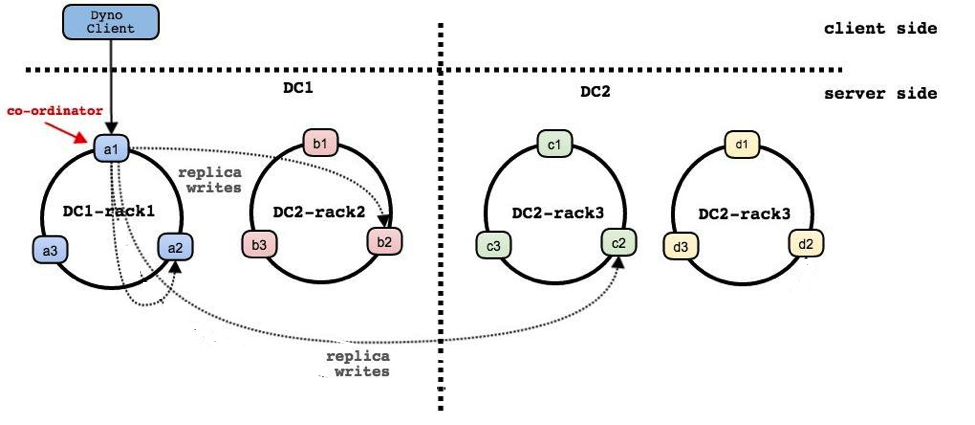 Dyno
Client
client side
DC1
DC2
server side
co-ordinator
a1
b1
c1
d1
replica
writes
DC1-rack1
DC2-rack2
DC2-rack3
DC2-rack3
a3
a2
b3
b2
c3
c2
d3
d2
replica
writes